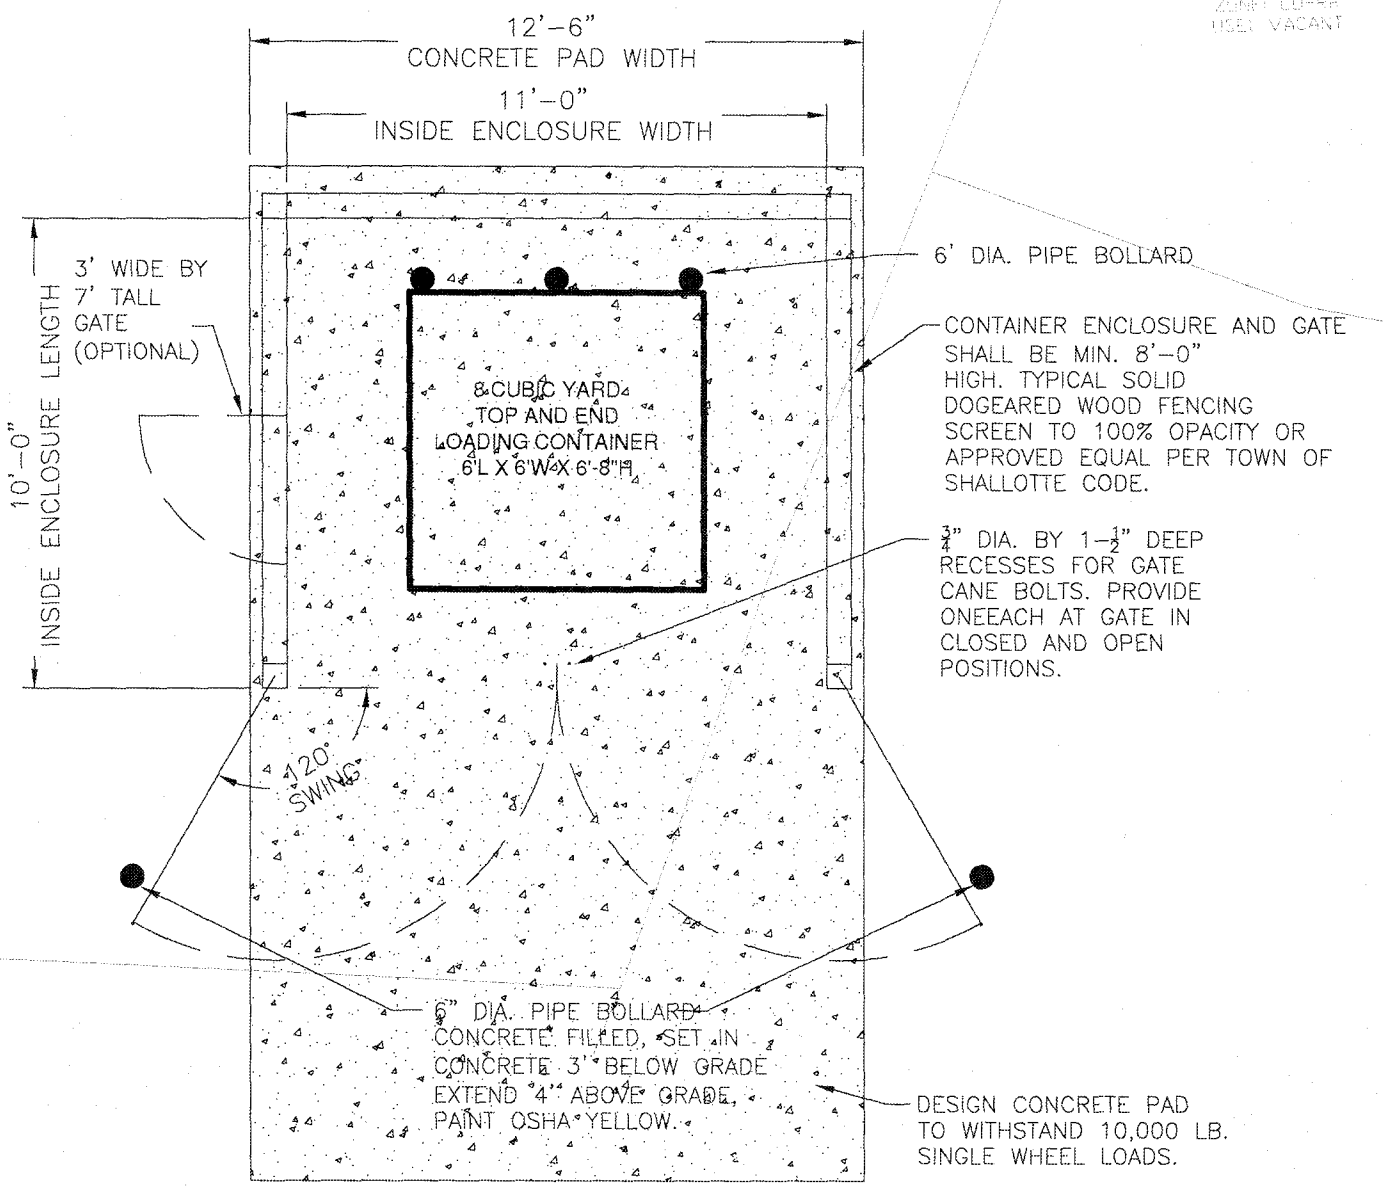 USE: VACANT
12'-6"
CONCRETE PAD WIDTH
11'-0"
INSIDE ENCLOSURE WIDTH
10'-0"
INSIDE ENCLOSURE LENGTH
3' WIDE BY
7' TALL
GATE
(OPTIONAL)
6' DIA. PIPE BOLLARD
CONTAINER ENCLOSURE AND GATE
SHALL BE MIN. 8'-0"
HIGH. TYPICAL SOLID
DOGEARED WOOD FENCING
SCREEN TO 100% OPACITY OR
APPROVED EQUAL PER TOWN OF
SHALLOTTE CODE.
8 CUBIC YARD
TOP AND END
LOADING CONTAINER
6'L X 6'W X 6'-8"H
3/4" DIA. BY 1-1/2" DEEP
RECESSES FOR GATE
CANE BOLTS. PROVIDE
ONEEACH AT GATE IN
CLOSED AND OPEN
POSITIONS.
120°
SWING
6" DIA. PIPE BOLLARD
CONCRETE FILLED, SET IN
CONCRETE 3' BELOW GRADE
EXTEND 4' ABOVE GRADE,
PAINT OSHA YELLOW.
DESIGN CONCRETE PAD
TO WITHSTAND 10,000 LB.
SINGLE WHEEL LOADS.